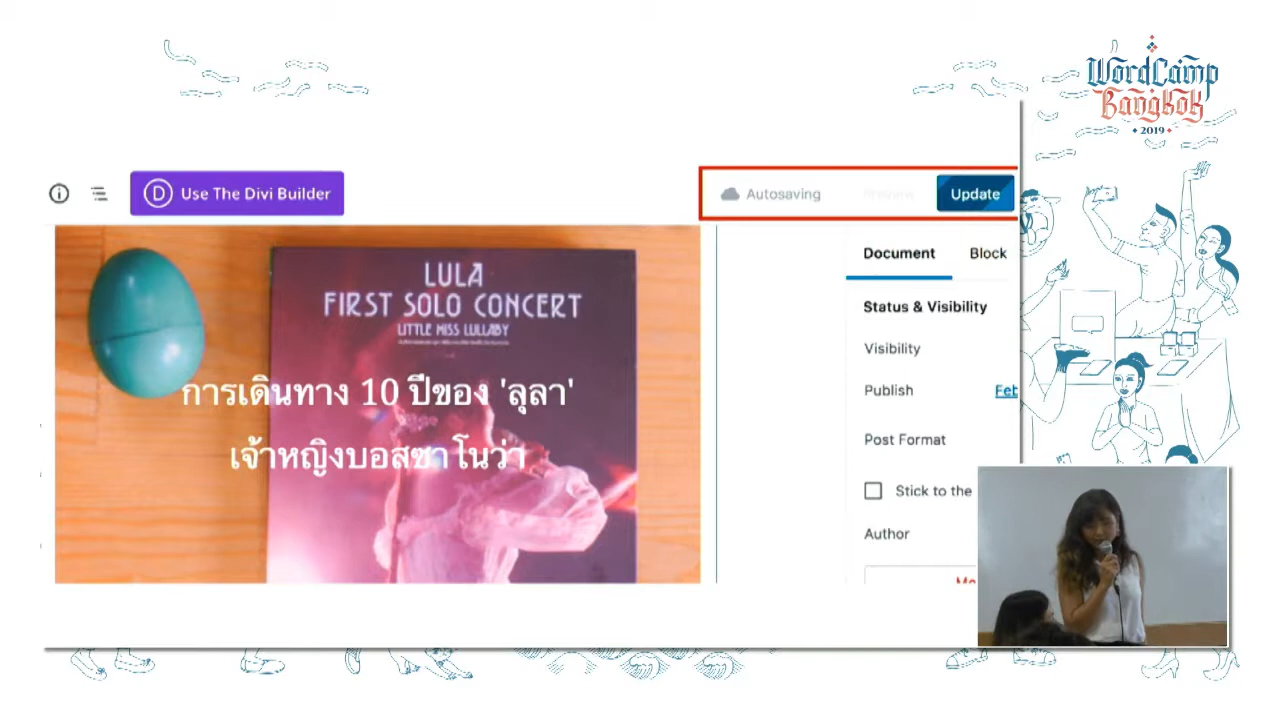 WordCamp
Bangkok
2019
Use The Divi Builder
Autosaving
Preview
Update
LULA
FIRST SOLO CONCERT
LITTLE MISS LULLABY
การเดินทาง 10 ปีของ 'ลุลา'
เจ้าหญิงบอสซาโนว่า
Document
Block
Status & Visibility
Visibility
Publish
Feb
Post Format
Stick to the
Author